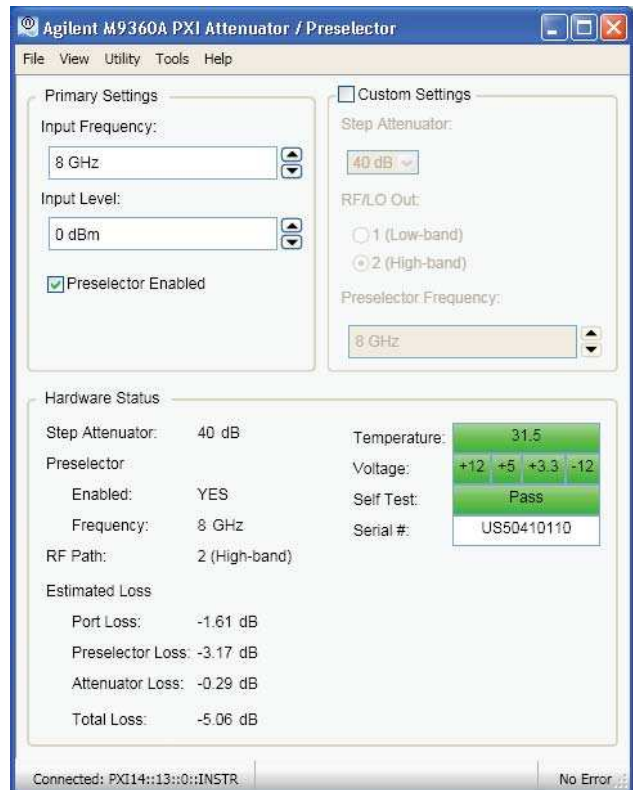 Agilent M9360A PXI Attenuator / Preselector
File View Utility Tools Help
Primary Settings
Input Frequency:
8 GHz
Input Level:
0 dBm
Preselector Enabled
Custom Settings
Step Attenuator:
40 dB
RF/LO Out:
1 (Low-band)
2 (High-band)
Preselector Frequency:
8 GHz
Hardware Status
Step Attenuator: 40 dB
Preselector
Enabled: YES
Frequency: 8 GHz
RF Path: 2 (High-band)
Estimated Loss
Port Loss: -1.61 dB
Preselector Loss: -3.17 dB
Attenuator Loss: -0.29 dB
Total Loss: -5.06 dB
Temperature: 31.5
Voltage: +12 +5 +3.3 -12
Self Test: Pass
Serial #: US50410110
Connected: PXI14::13::0::INSTR
No Error